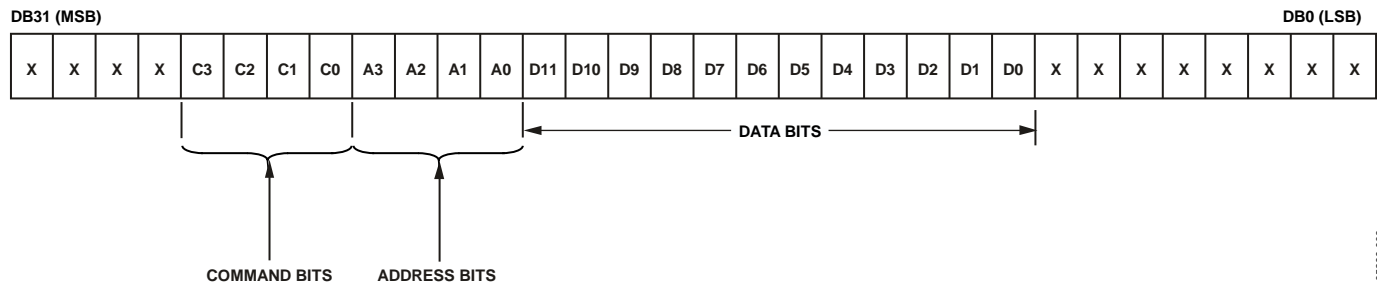 DB31 (MSB) DB0 (LSB)
X X X X C3 C2 C1 C0 A3 A2 A1 A0 D11 D10 D9 D8 D7 D6 D5 D4 D3 D2 D1 D0 X X X X X X X X
DATA BITS
COMMAND BITS ADDRESS BITS